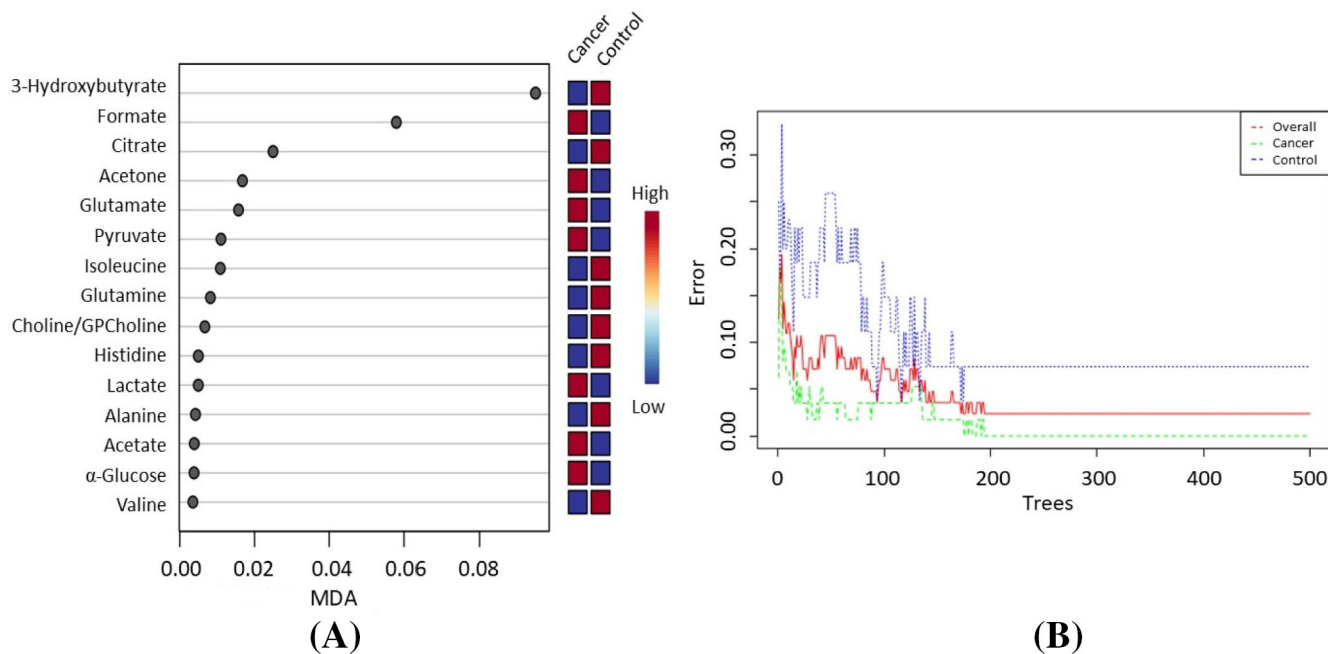 Cancer
Control
3-Hydroxybutyrate
Formate
Citrate
Acetone
Glutamate
Pyruvate
Isoleucine
Glutamine
Choline/GPCholine
Histidine
Lactate
Alanine
Acetate
α-Glucose
Valine
0.00 0.02 0.04 0.06 0.08
MDA
High
Low
(A)
Overall
Cancer
Control
0.30
0.20
0.10
0.00
Error
0 100 200 300 400 500
Trees
(B)